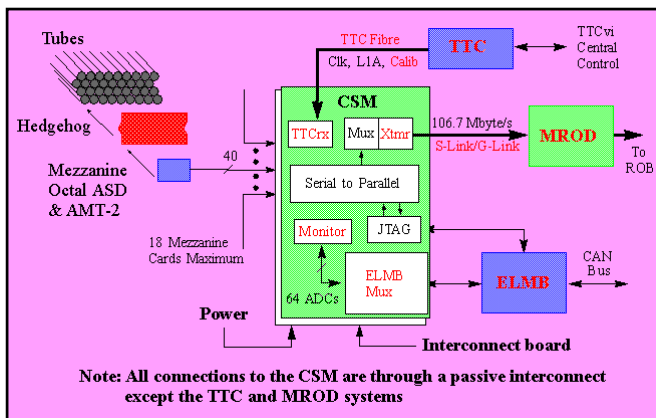 Tubes
TTC Fibre
Clk, L1A, Calib
TTC
TTCvi
Central
Control
Hedgehog
CSM
TTCrx
Mux
Xtmr
106.7 Mbyte/s
S-Link/G-Link
MROD
To
ROB
Mezzanine
Octal ASD
& AMT-2
40
Serial to Parallel
18 Mezzanine
Cards Maximum
Monitor
JTAG
64 ADCs
ELMB
Mux
ELMB
CAN
Bus
Power
Interconnect board
Note: All connections to the CSM are through a passive interconnect
except the TTC and MROD systems